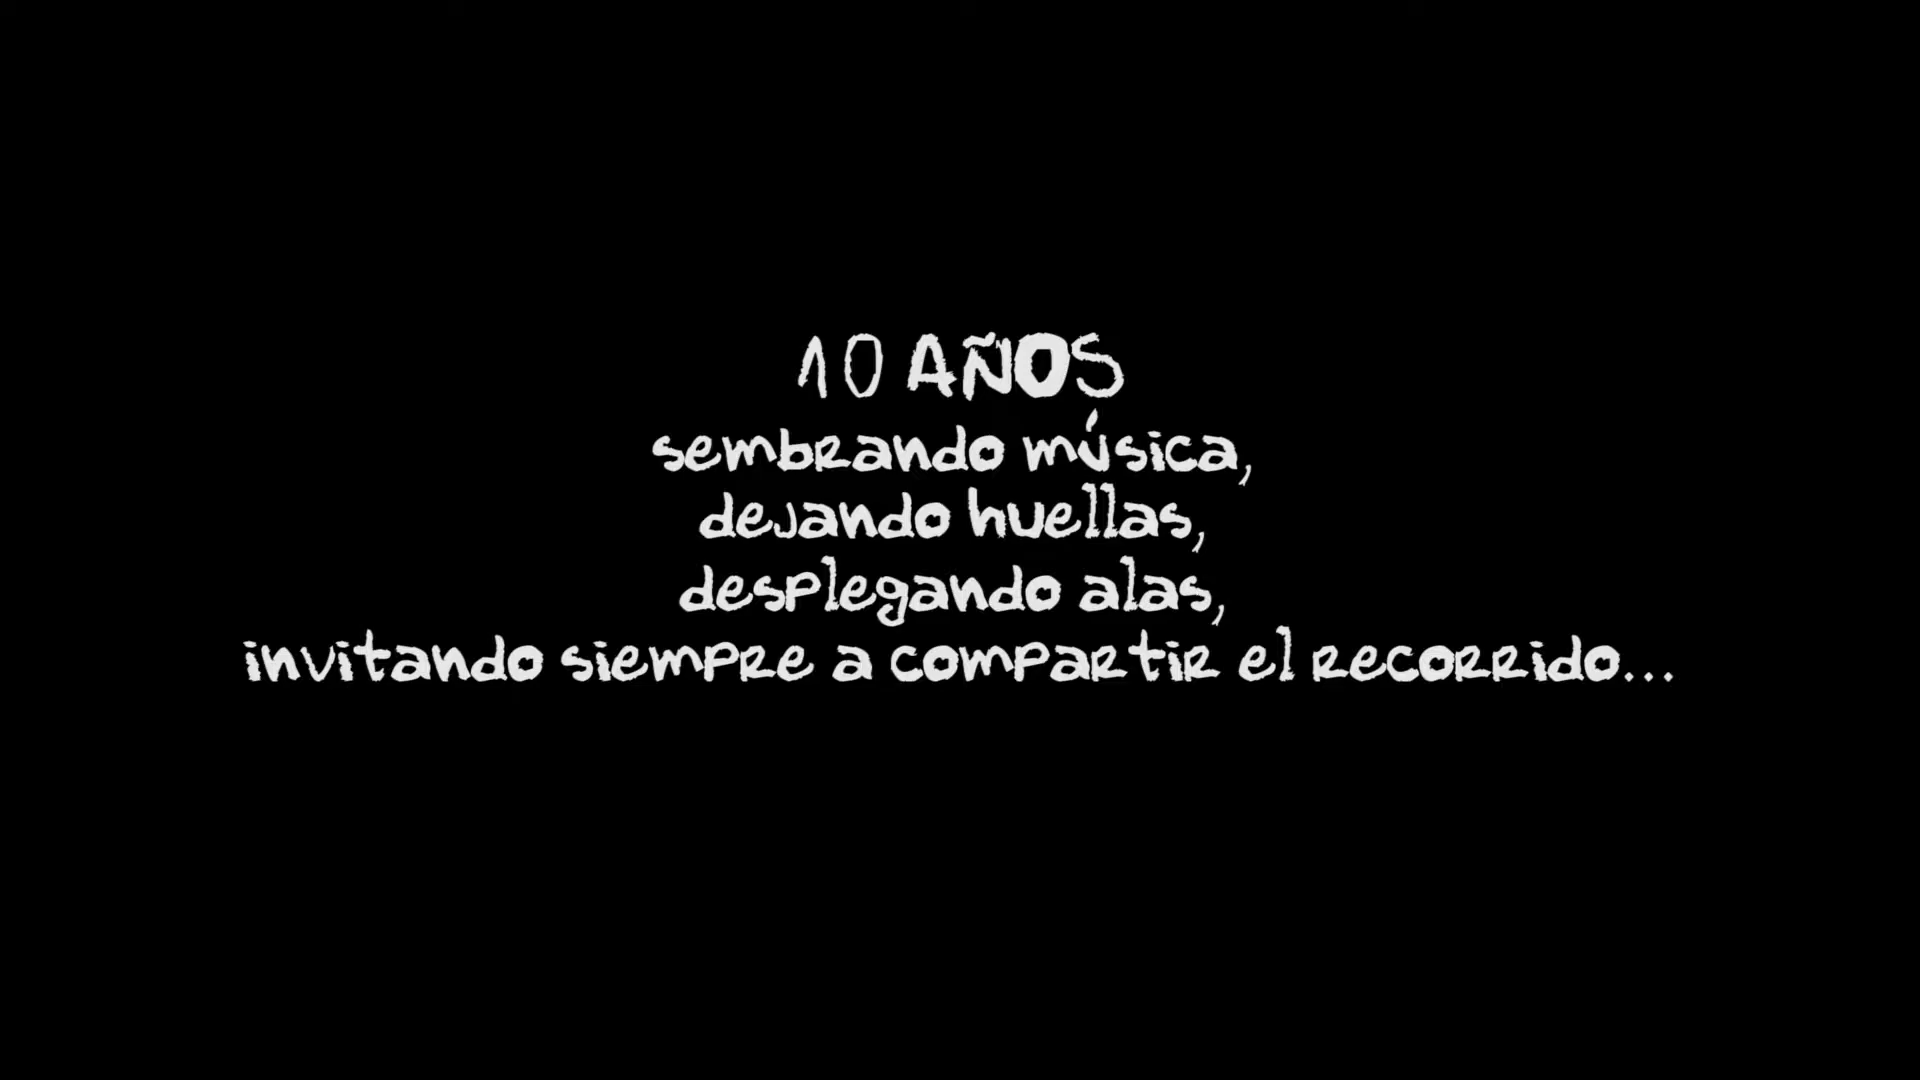 10 AÑOS
sembrando música,
dejando huellas,
desplegando alas,
invitando siempre a compartir el recorrido...